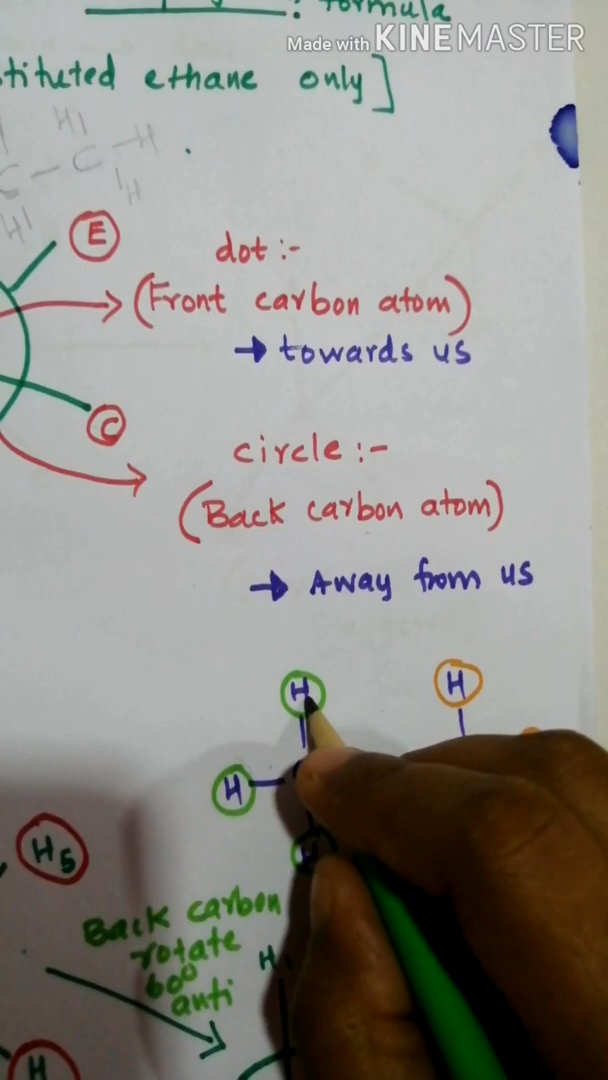 : formula
Made with KINEMASTER
tituted ethane only]
H
C - C - H
H
H
E
dot :-
(Front carbon atom)
→ towards us
C
circle :-
(Back carbon atom)
→ Away from us
H
H
H
H
H5
Back carbon
rotate
60°
anti
H1
H